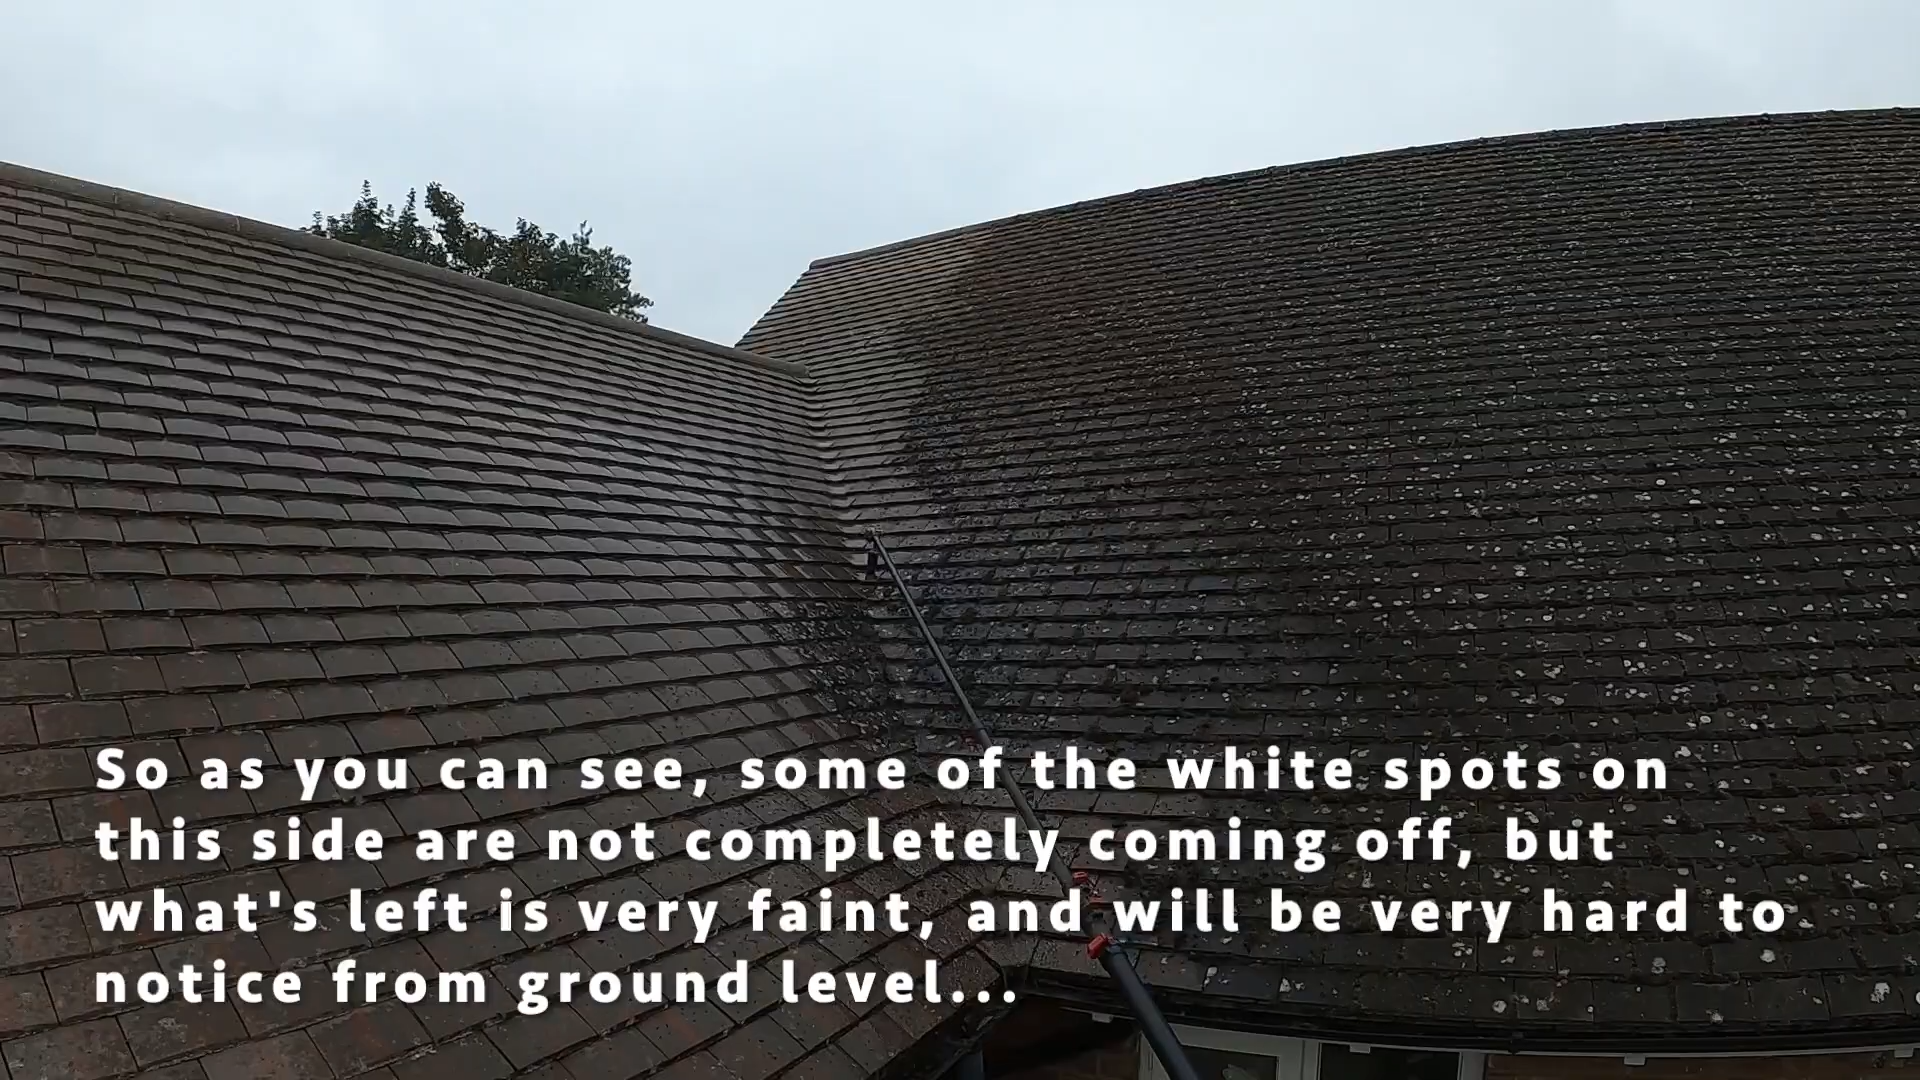 So as you can see, some of the white spots on
this side are not completely coming off, but
what's left is very faint, and will be very hard to
notice from ground level...